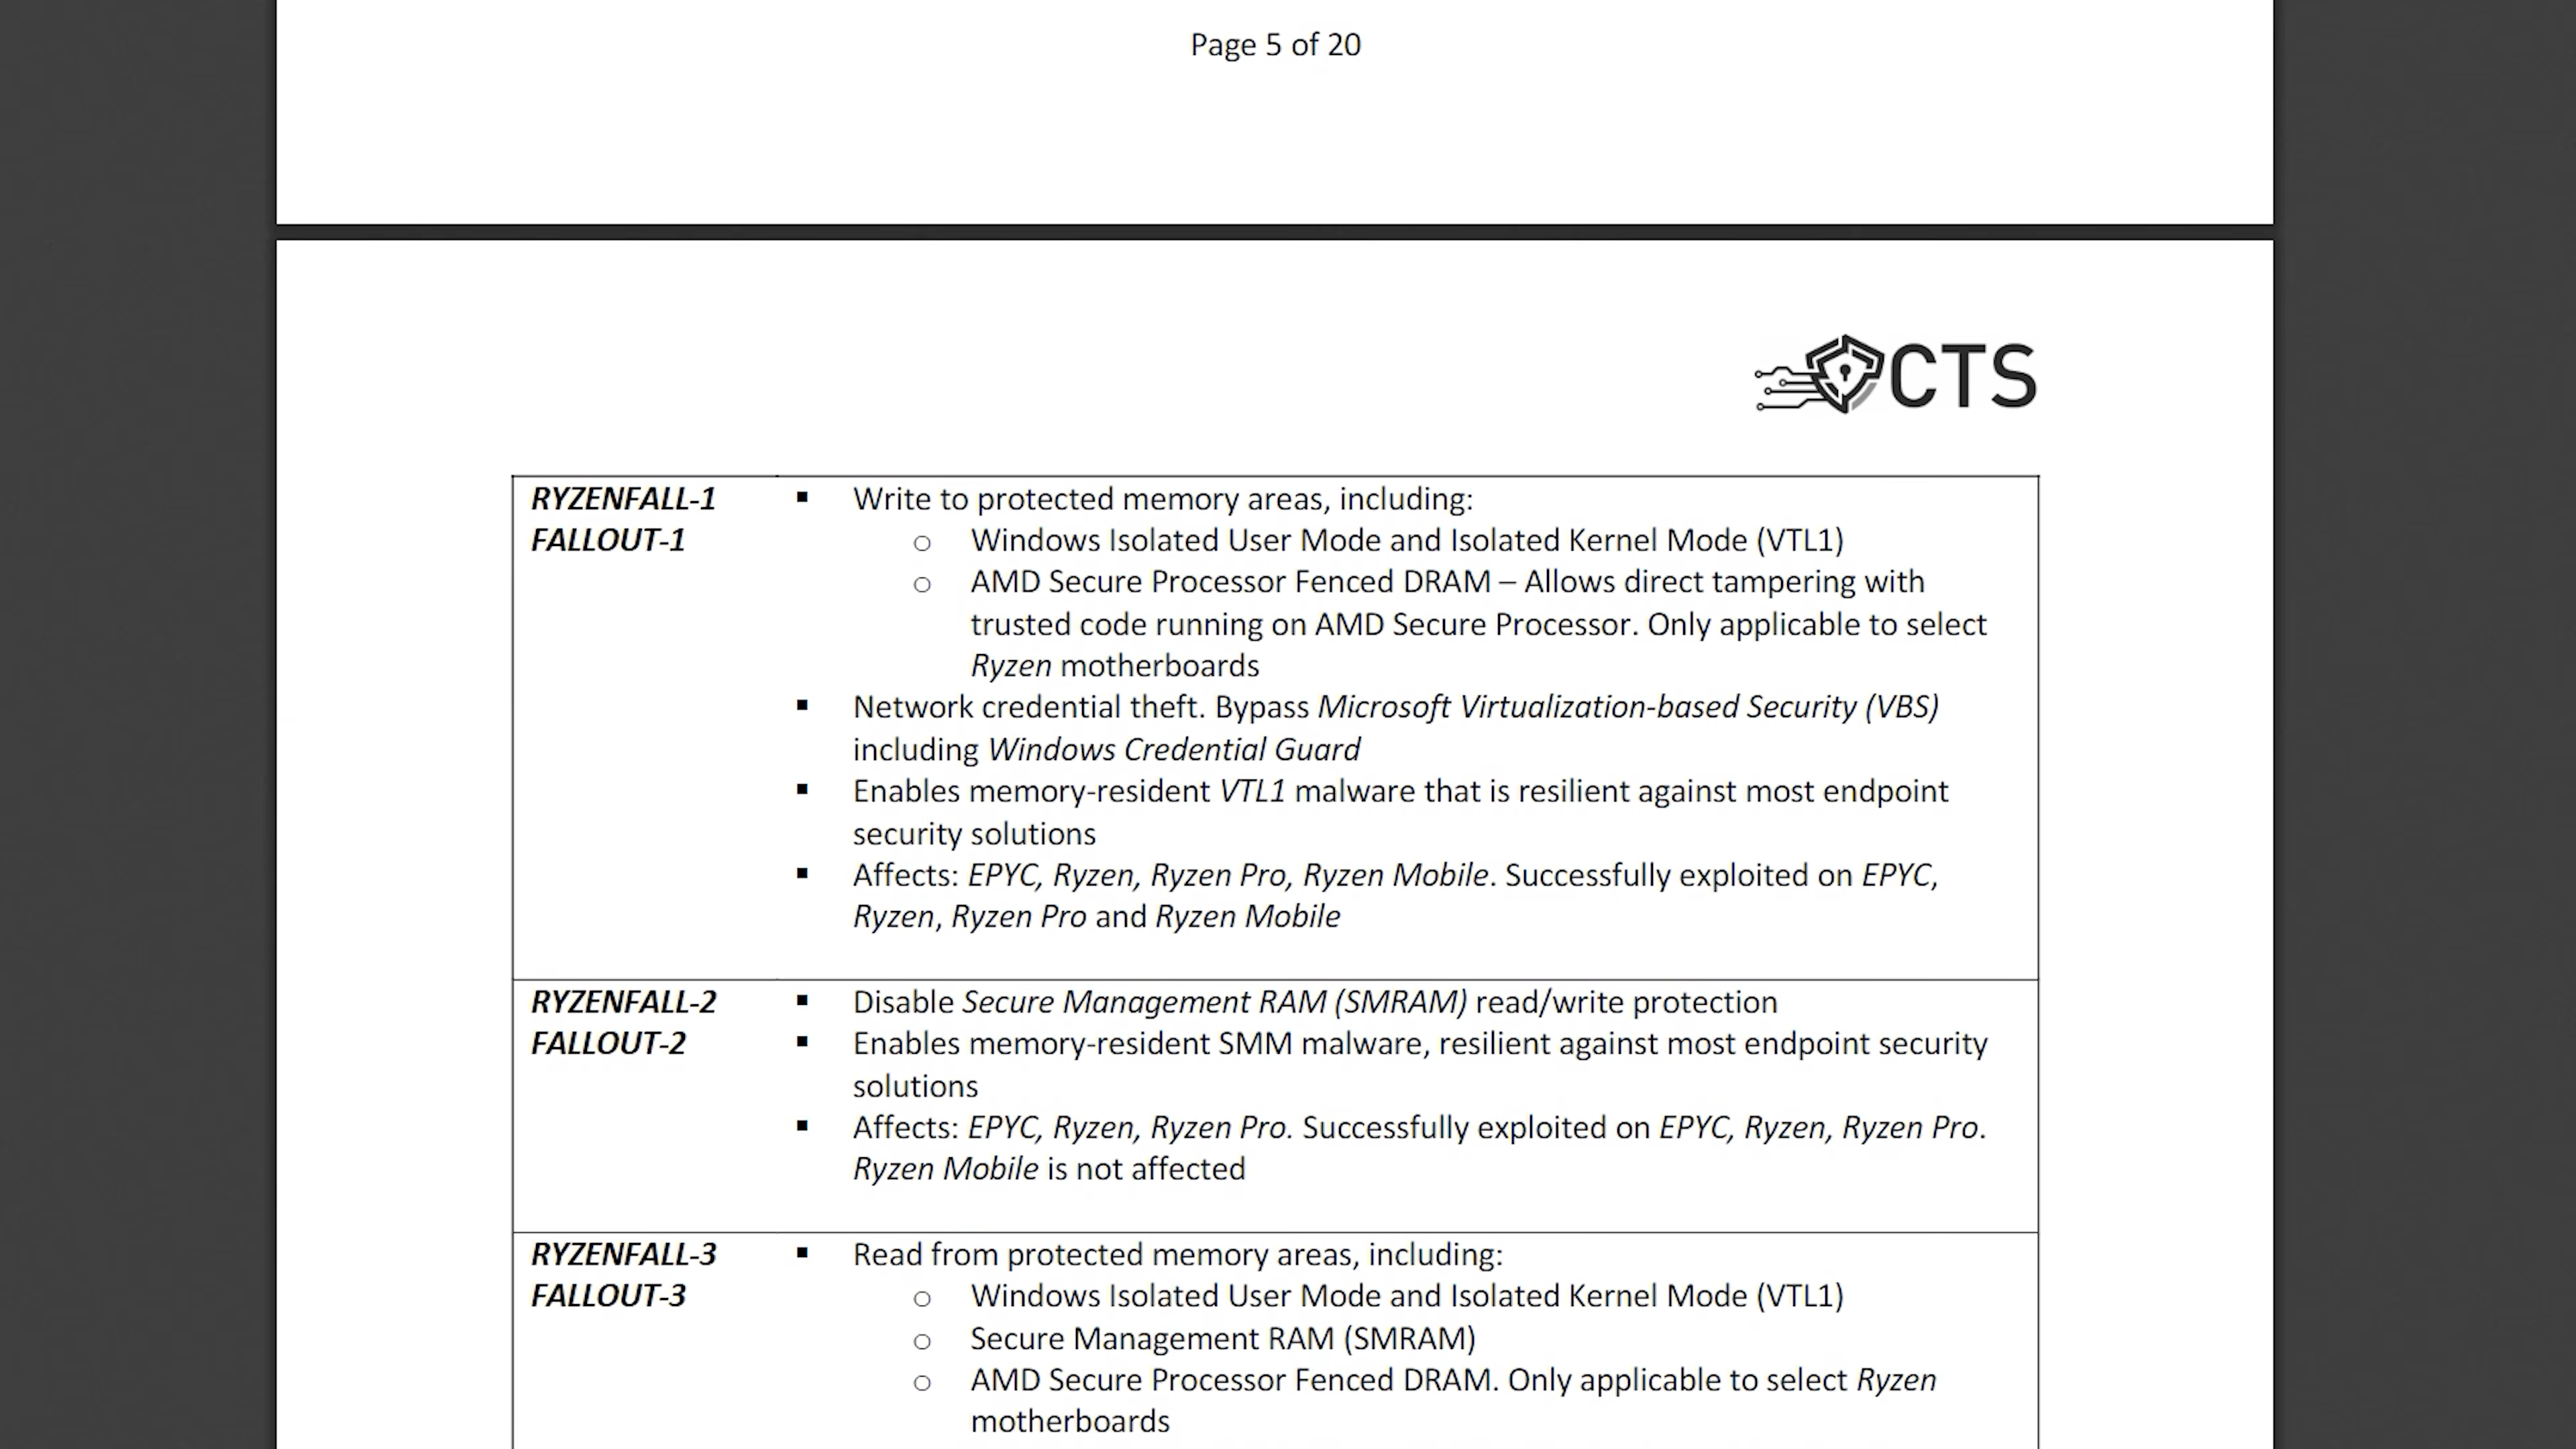 Page 5 of 20
CTS
RYZENFALL-1
FALLOUT-1
▪ Write to protected memory areas, including:
o Windows Isolated User Mode and Isolated Kernel Mode (VTL1)
o AMD Secure Processor Fenced DRAM – Allows direct tampering with
trusted code running on AMD Secure Processor. Only applicable to select
Ryzen motherboards
▪ Network credential theft. Bypass Microsoft Virtualization-based Security (VBS)
including Windows Credential Guard
▪ Enables memory-resident VTL1 malware that is resilient against most endpoint
security solutions
▪ Affects: EPYC, Ryzen, Ryzen Pro, Ryzen Mobile. Successfully exploited on EPYC,
Ryzen, Ryzen Pro and Ryzen Mobile
RYZENFALL-2
FALLOUT-2
▪ Disable Secure Management RAM (SMRAM) read/write protection
▪ Enables memory-resident SMM malware, resilient against most endpoint security
solutions
▪ Affects: EPYC, Ryzen, Ryzen Pro. Successfully exploited on EPYC, Ryzen, Ryzen Pro.
Ryzen Mobile is not affected
RYZENFALL-3
FALLOUT-3
▪ Read from protected memory areas, including:
o Windows Isolated User Mode and Isolated Kernel Mode (VTL1)
o Secure Management RAM (SMRAM)
o AMD Secure Processor Fenced DRAM. Only applicable to select Ryzen
motherboards